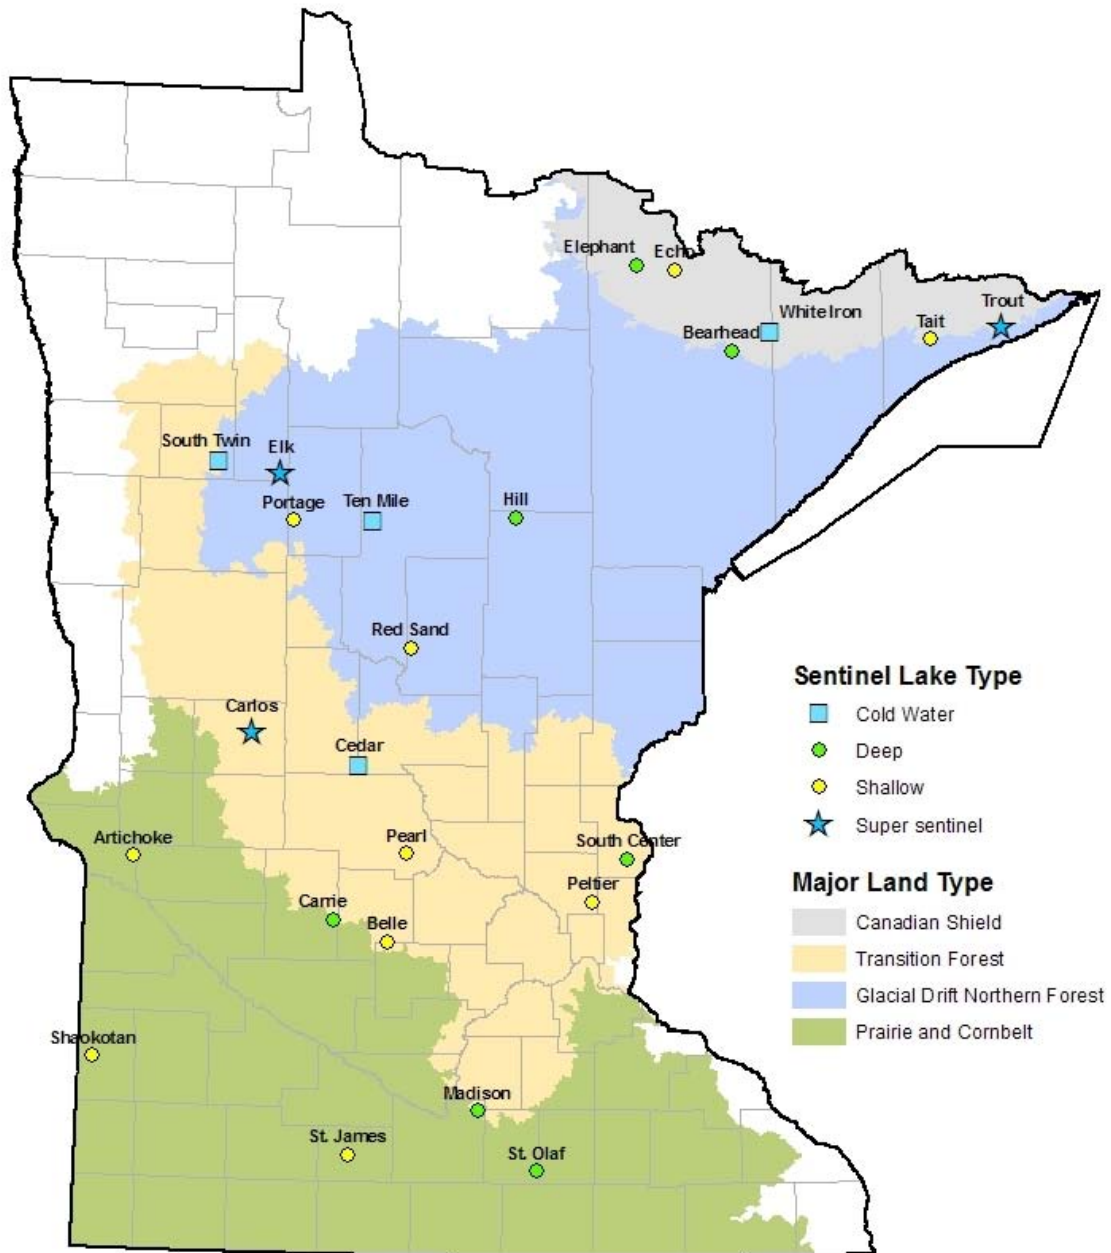 Elephant
Echo
White Iron
Trout
Bearhead
Tait
South Twin
Elk
Portage
Ten Mile
Hill
Red Sand
Carlos
Cedar
Artichoke
Pearl
South Center
Peltier
Carrie
Belle
Shaokotan
Madison
St. James
St. Olaf
Sentinel Lake Type
Cold Water
Deep
Shallow
Super sentinel
Major Land Type
Canadian Shield
Transition Forest
Glacial Drift Northern Forest
Prairie and Cornbelt